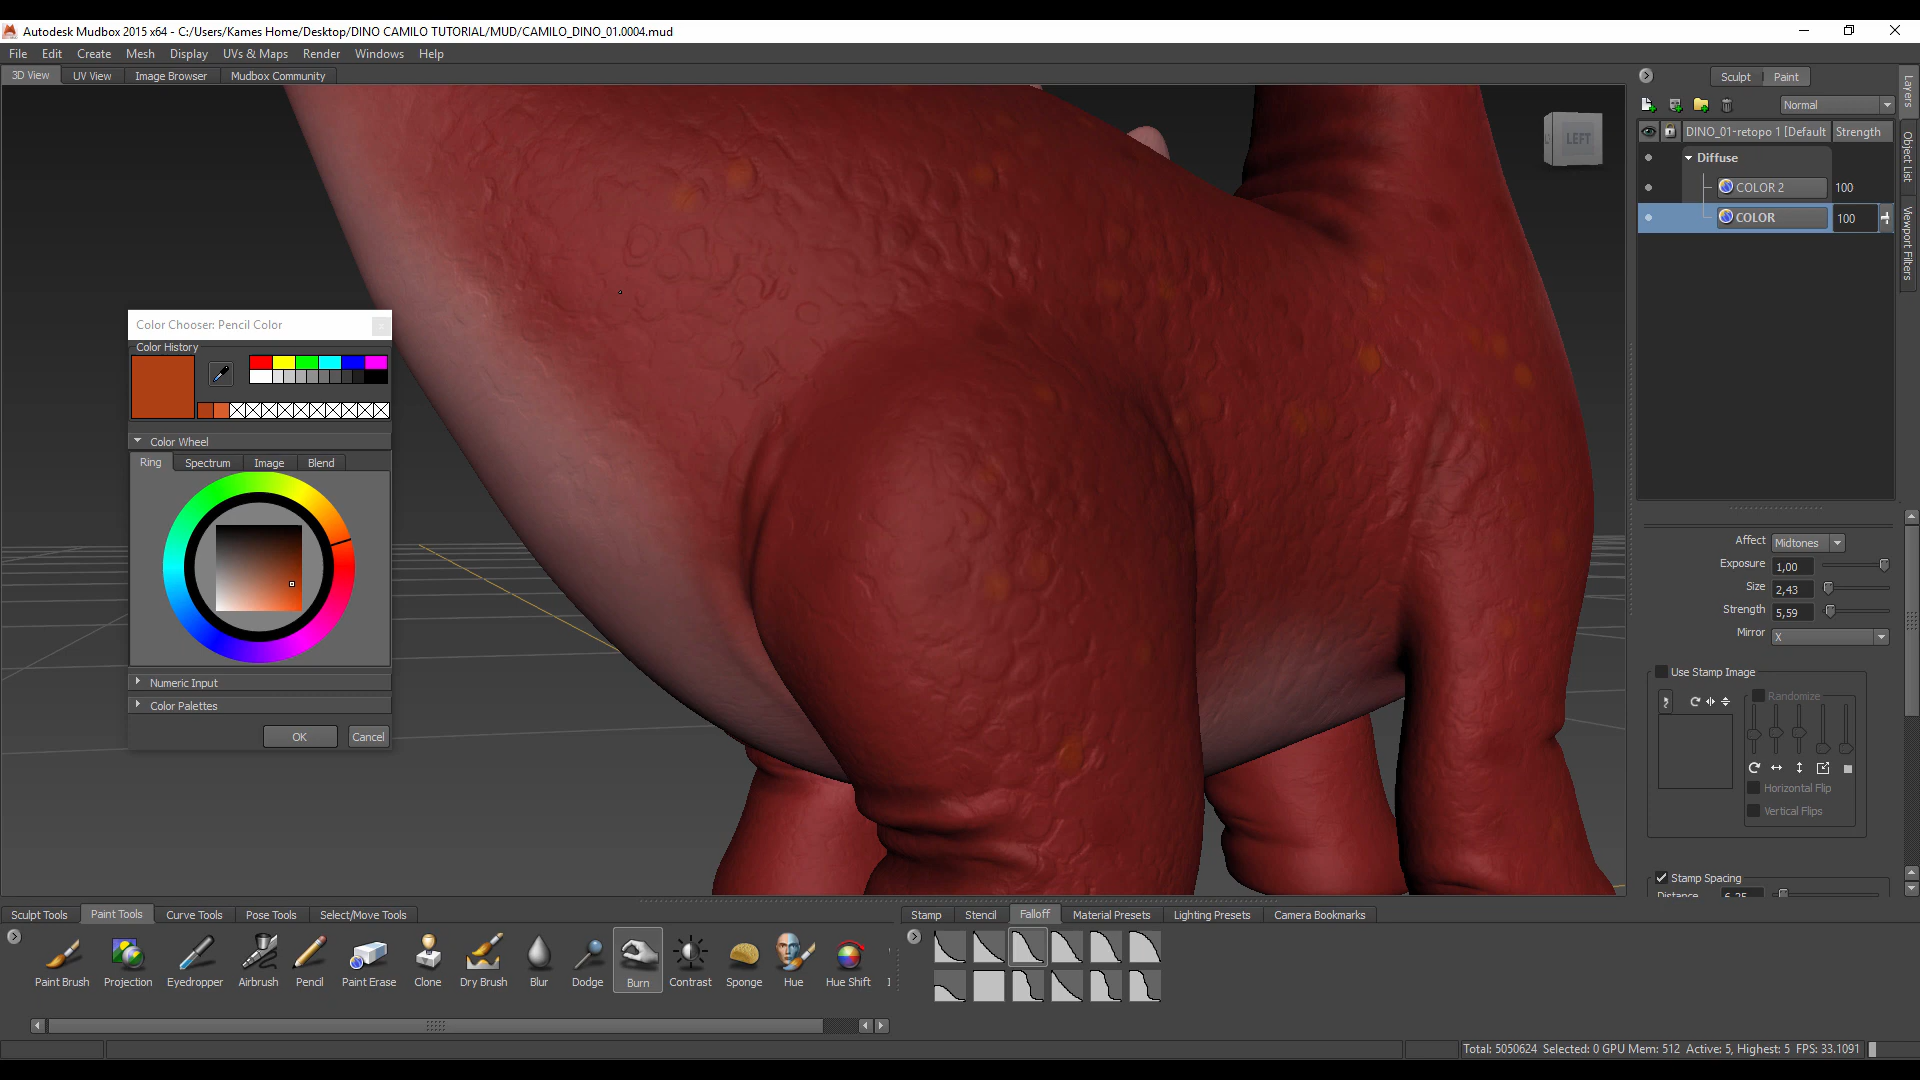 Autodesk Mudbox 2015 x64 - C:/Users/Kames Home/Desktop/DINO CAMILO TUTORIAL/MUD/CAMILO_DINO_01.0004.mud
File Edit Create Mesh Display UVs & Maps Render Windows Help
3D View UV View Image Browser Mudbox Community
Sculpt Paint
Layers
Normal
DINO_01-retopo 1 [Default Strength
Diffuse
COLOR 2 100
COLOR 100
Object List
Viewport Filters
LEFT
Color Chooser: Pencil Color
Color History
Color Wheel
Ring Spectrum Image Blend
Numeric Input
Color Palettes
OK Cancel
Affect Midtones
Exposure 1,00
Size 2,43
Strength 5,59
Mirror X
Use Stamp Image
Randomize
Horizontal Flip
Vertical Flips
Stamp Spacing
Distance 6,25
Sculpt Tools Paint Tools Curve Tools Pose Tools Select/Move Tools
Stamp Stencil Falloff Material Presets Lighting Presets Camera Bookmarks
Paint Brush Projection Eyedropper Airbrush Pencil Paint Erase Clone Dry Brush Blur Dodge Burn Contrast Sponge Hue Hue Shift
Total: 5050624 Selected: 0 GPU Mem: 512 Active: 5, Highest: 5 FPS: 33.1091